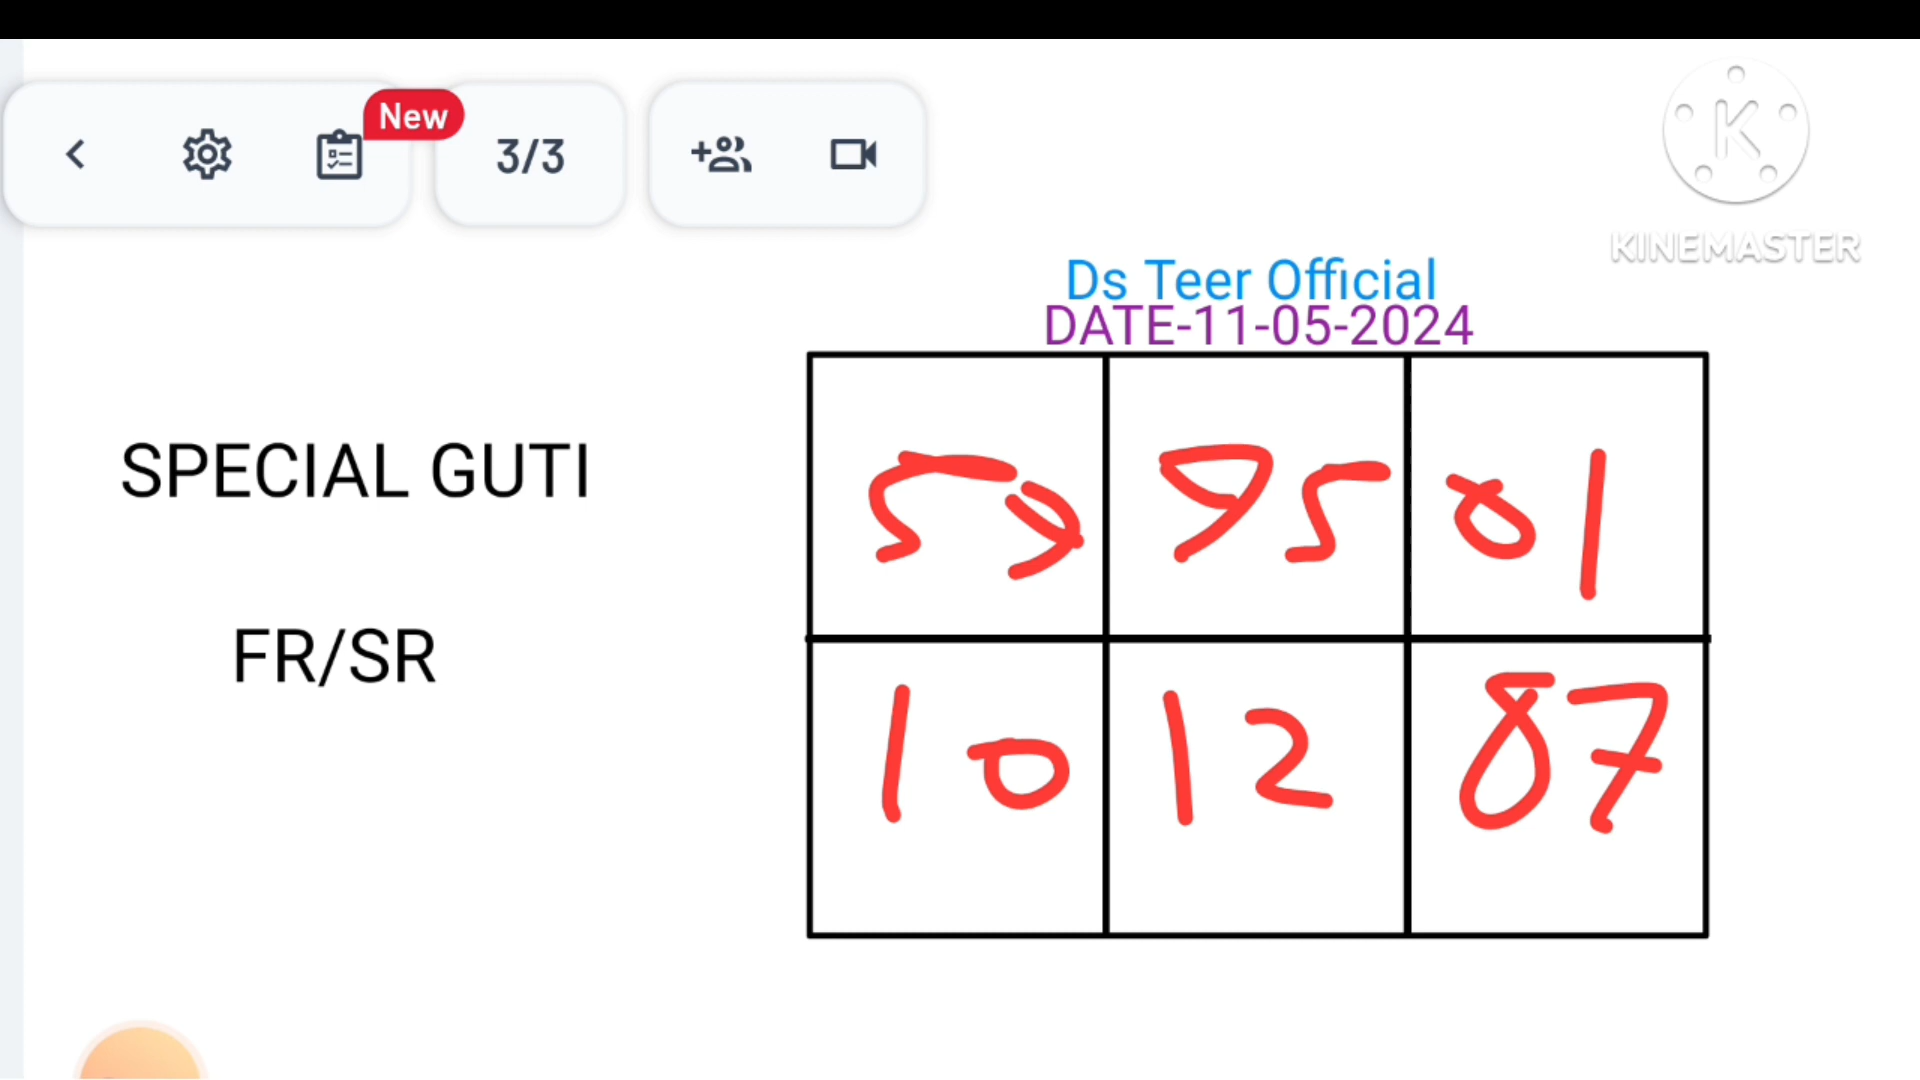 New
3/3
KINEMASTER
Ds Teer Official
DATE-11-05-2024
SPECIAL GUTI
95 01
FR/SR
10 12 87